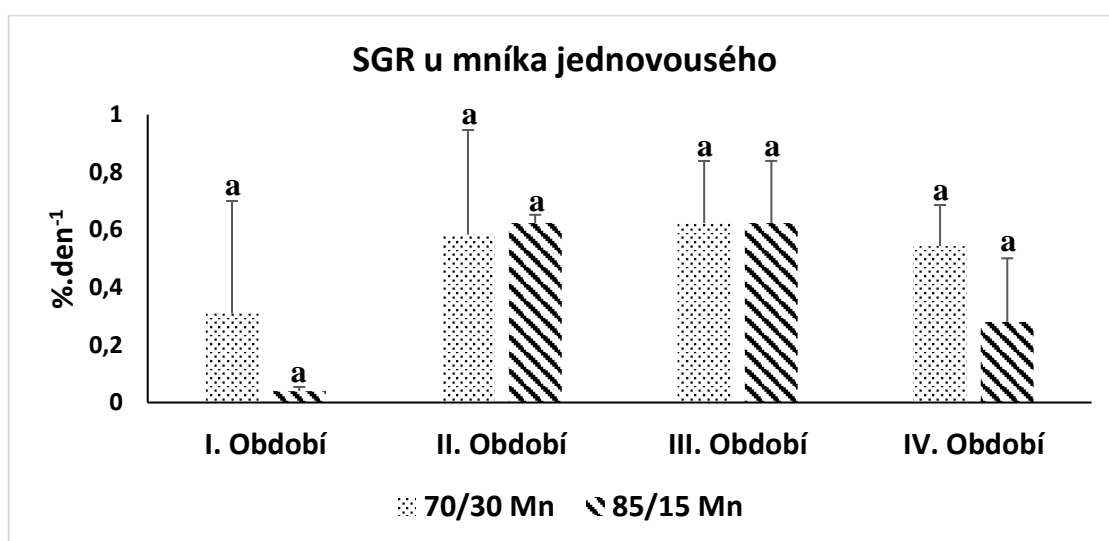 SGR u mníka jednovousého
%.den-1
1
0,8
0,6
0,4
0,2
0
a
a
a
a
a
a
a
a
I. Období
II. Období
III. Období
IV. Období
70/30 Mn
85/15 Mn